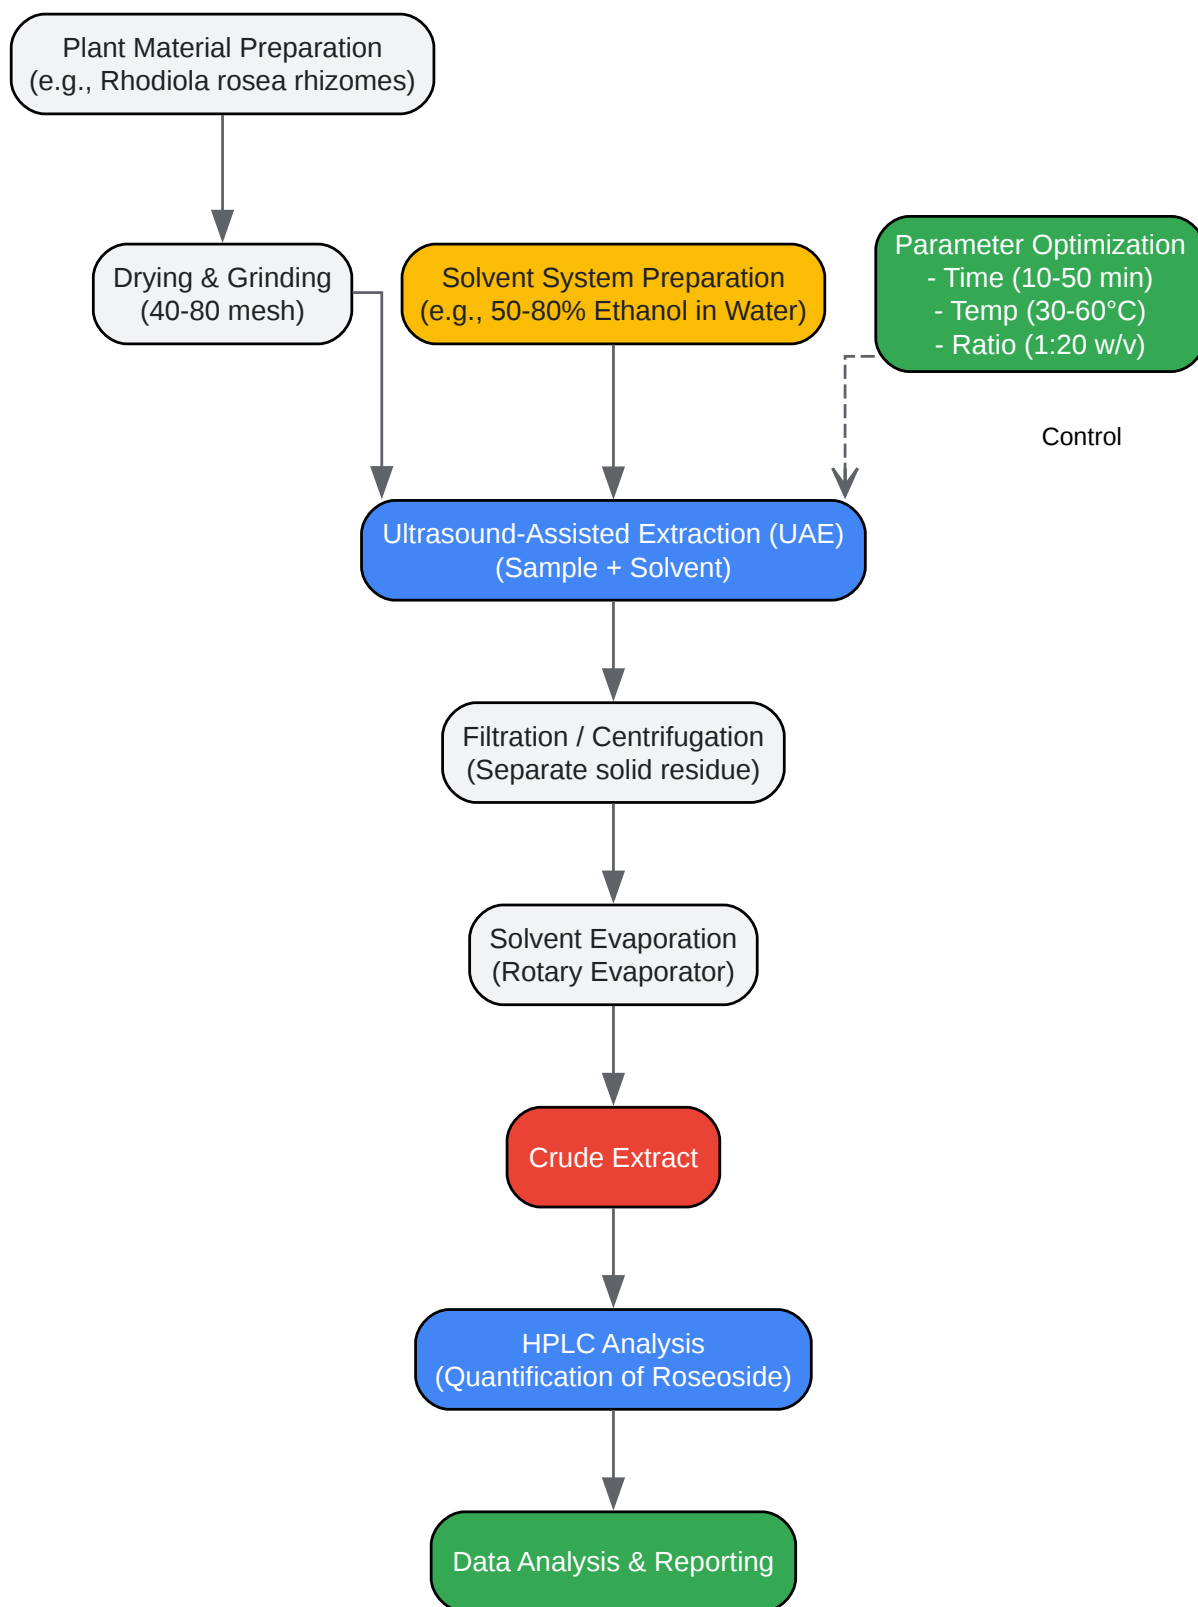 Plant Material Preparation
(e.g., Rhodiola rosea rhizomes)
Drying & Grinding
(40-80 mesh)
Solvent System Preparation
(e.g., 50-80% Ethanol in Water)
Parameter Optimization
- Time (10-50 min)
- Temp (30-60°C)
- Ratio (1:20 w/v)
Control
Ultrasound-Assisted Extraction (UAE)
(Sample + Solvent)
Filtration / Centrifugation
(Separate solid residue)
Solvent Evaporation
(Rotary Evaporator)
Crude Extract
HPLC Analysis
(Quantification of Roseoside)
Data Analysis & Reporting